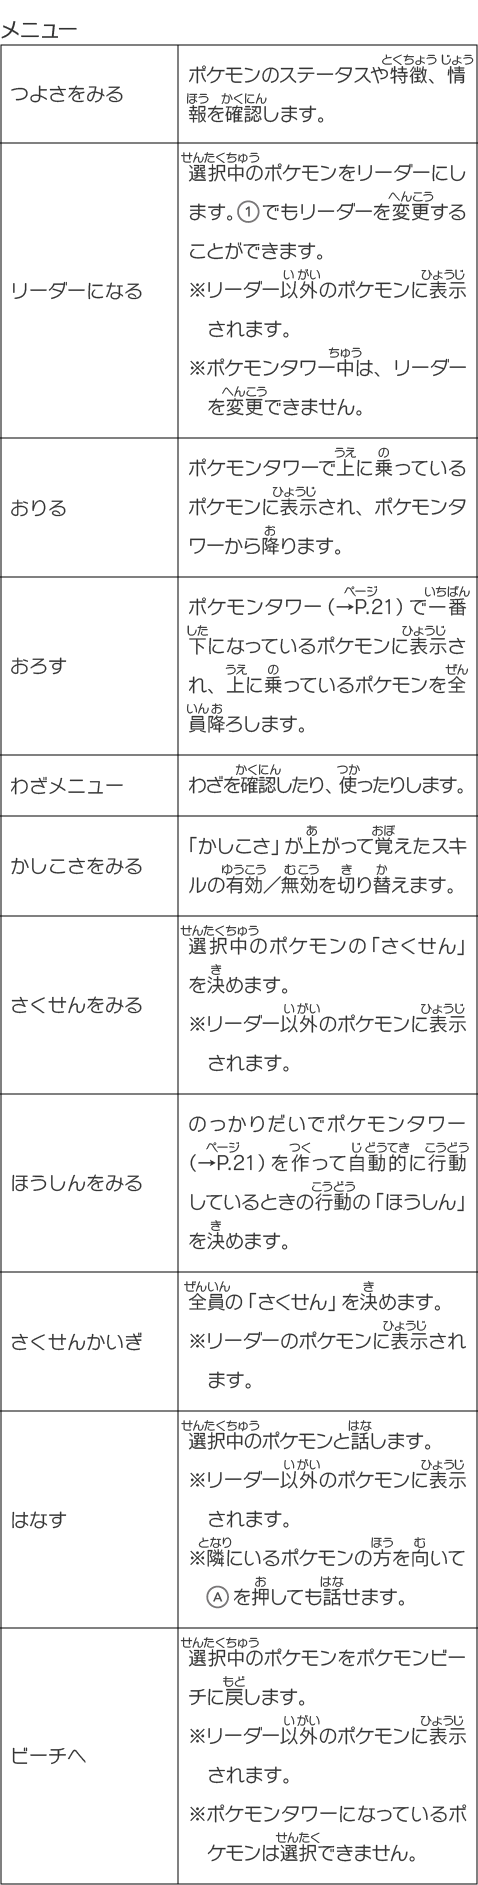 メニュー
つよさをみる
ポケモンのステータスや特徴、情
報を確認します。
リーダーになる
選択中のポケモンをリーダーにし
ます。①でもリーダーを変更する
ことができます。
※リーダー以外のポケモンに表示
されます。
※ポケモンタワー中は、リーダー
を変更できません。
おりる
ポケモンタワーで上に乗っている
ポケモンに表示され、ポケモンタ
ワーから降ります。
おろす
ポケモンタワー(→P.21)で一番
下になっているポケモンに表示さ
れ、上に乗っているポケモンを全
員降ろします。
わざメニュー
わざを確認したり、使ったりします。
かしこさをみる
「かしこさ」が上がって覚えたスキ
ルの有効／無効を切り替えます。
さくせんをみる
選択中のポケモンの「さくせん」
を決めます。
※リーダー以外のポケモンに表示
されます。
ほうしんをみる
のっかりだいでポケモンタワー
(→P.21)を作って自動的に行動
しているときの行動の「ほうしん」
を決めます。
さくせんかいぎ
全員の「さくせん」を決めます。
※リーダーのポケモンに表示され
ます。
はなす
選択中のポケモンと話します。
※リーダー以外のポケモンに表示
されます。
※隣にいるポケモンの方を向いて
Ⓐを押しても話せます。
ビーチへ
選択中のポケモンをポケモンビー
チに戻します。
※リーダー以外のポケモンに表示
されます。
※ポケモンタワーになっているポ
ケモンは選択できません。